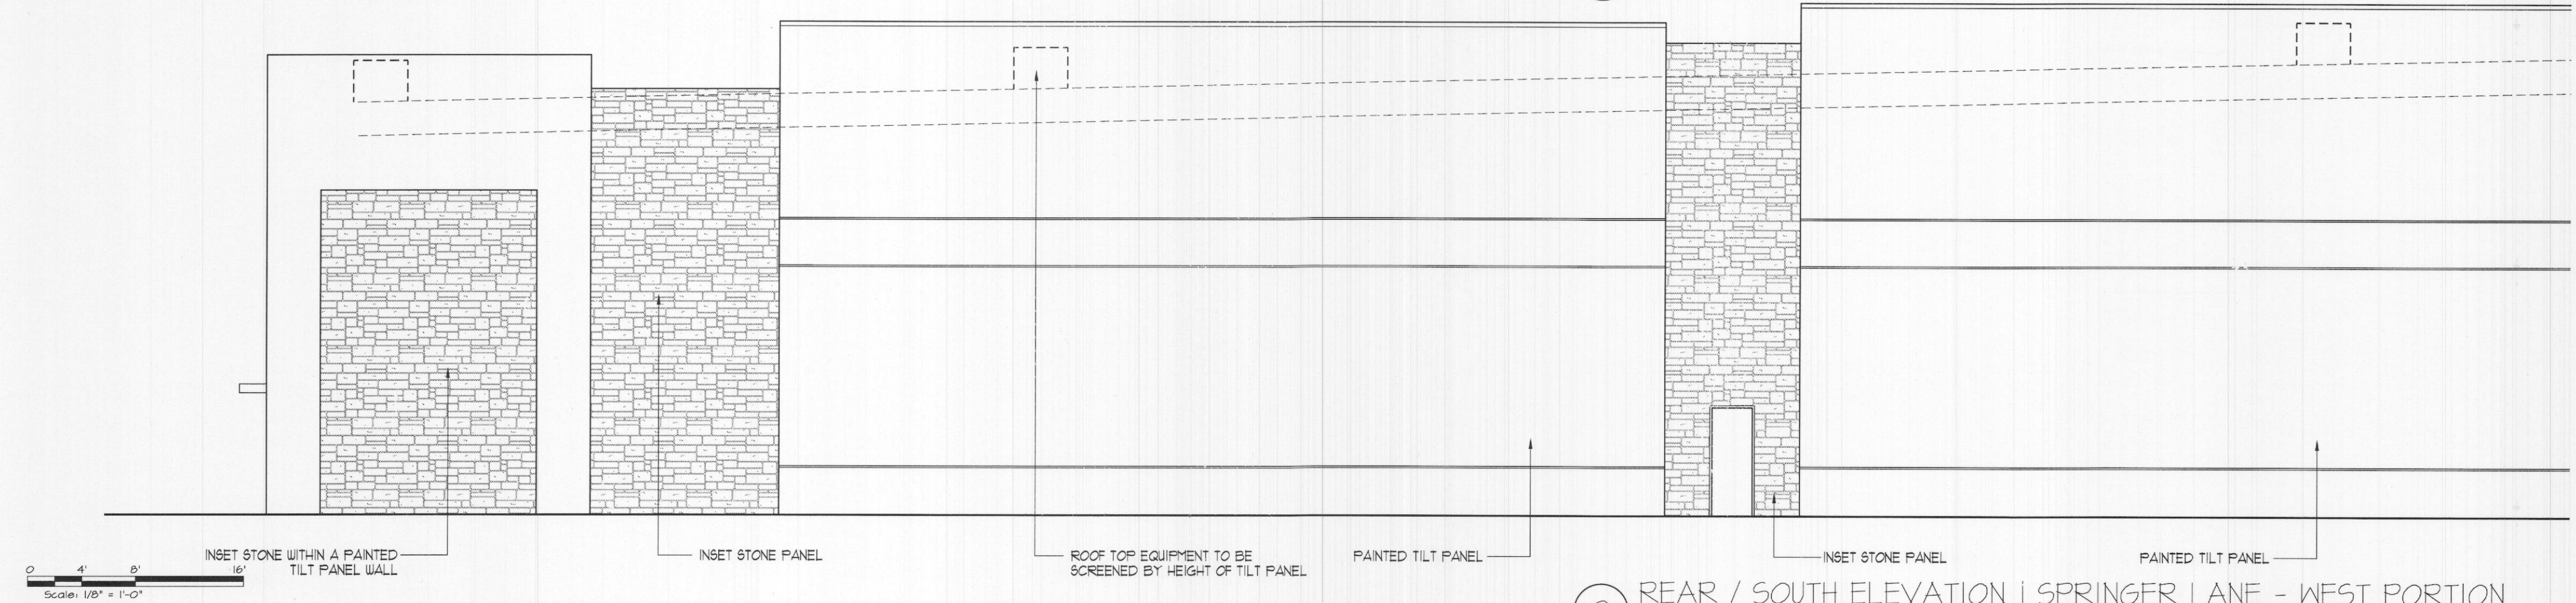 INSET STONE WITHIN A PAINTED
TILT PANEL WALL
INSET STONE PANEL
ROOF TOP EQUIPMENT TO BE
SCREENED BY HEIGHT OF TILT PANEL
PAINTED TILT PANEL
INSET STONE PANEL
PAINTED TILT PANEL
0 4' 8' 16'
Scale: 1/8" = 1'-0"
REAR / SOUTH ELEVATION | SPRINGER LANE - WEST PORTION